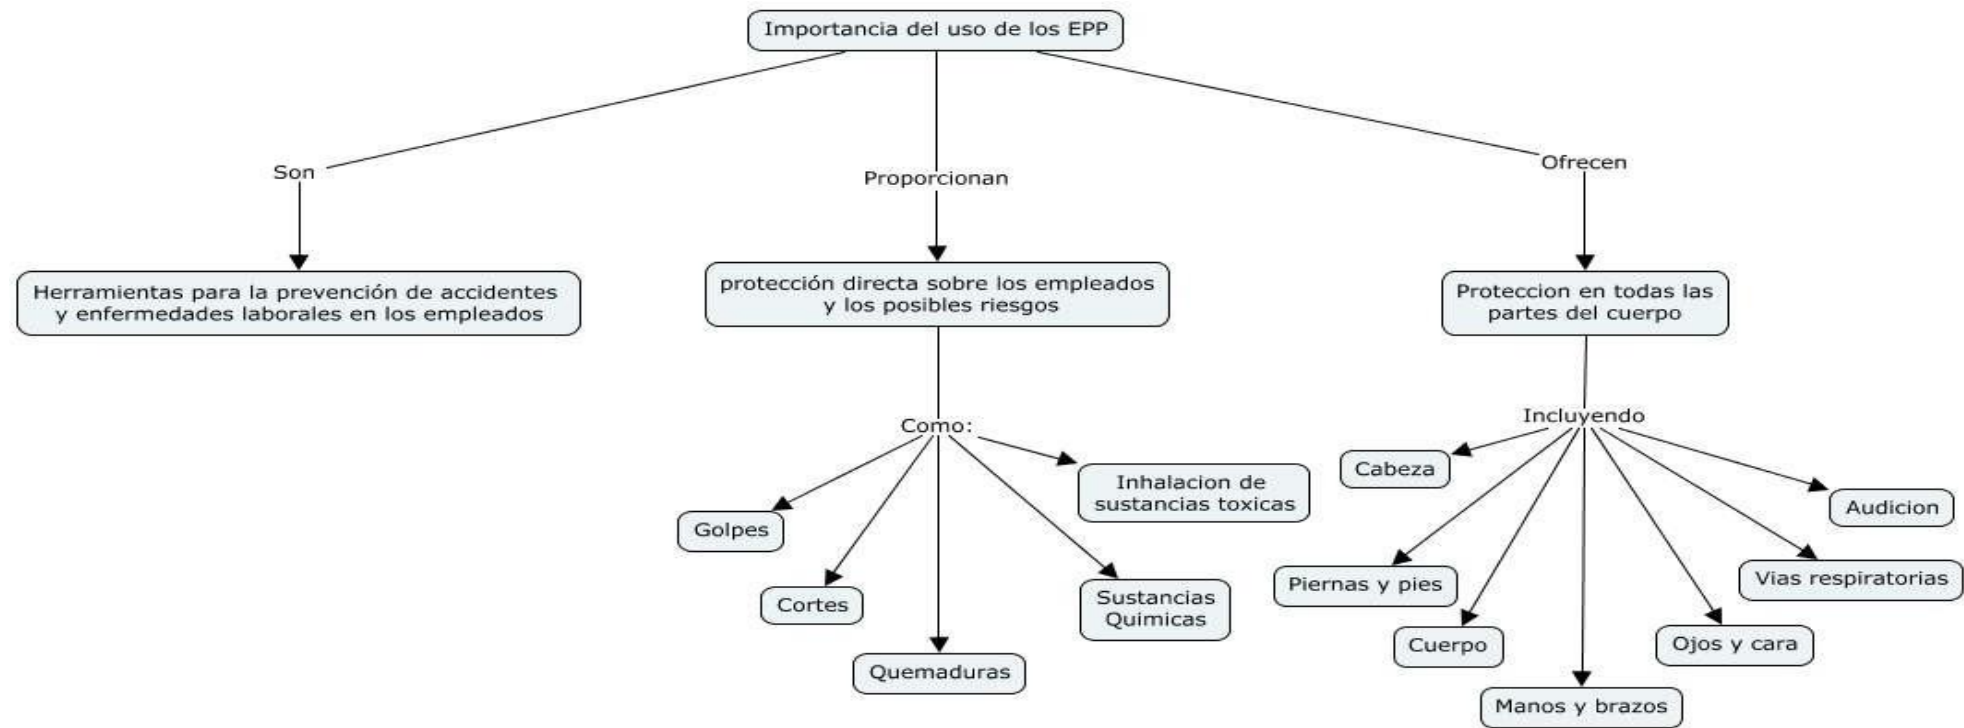 Importancia del uso de los EPP
Son
Proporcionan
Ofrecen
Herramientas para la prevención de accidentes
y enfermedades laborales en los empleados
protección directa sobre los empleados
y los posibles riesgos
Proteccion en todas las
partes del cuerpo
Como:
Incluyendo
Golpes
Cortes
Quemaduras
Sustancias
Quimicas
Inhalacion de
sustancias toxicas
Cabeza
Piernas y pies
Cuerpo
Manos y brazos
Ojos y cara
Vias respiratorias
Audicion